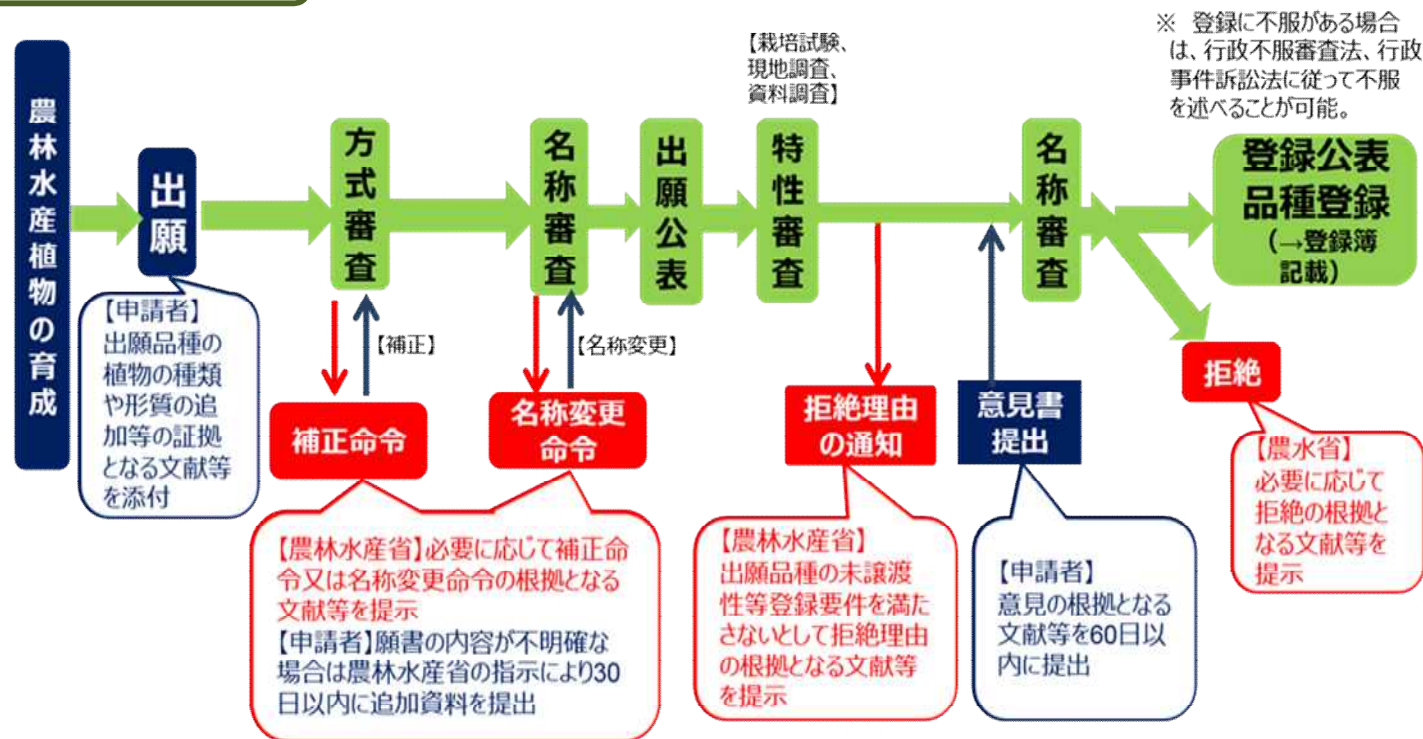 農林水産植物の育成
出願
【申請者】
出願品種の
植物の種類
や形質の追
加等の証拠
となる文献等
を添付
方式審査
【補正】
補正命令
名称審査
【名称変更】
名称変更
命令
【農林水産省】必要に応じて補正命
令又は名称変更命令の根拠となる
文献等を提示
【申請者】願書の内容が不明確な
場合は農林水産省の指示により30
日以内に追加資料を提出
出願公表
【栽培試験、
現地調査、
資料調査】
特性審査
拒絶理由
の通知
【農林水産省】
出願品種の未譲渡
性等登録要件を満た
さないとして拒絶理由
の根拠となる文献等
を提示
意見書
提出
【申請者】
意見の根拠となる
文献等を60日以
内に提出
名称審査
※ 登録に不服がある場合
は、行政不服審査法、行政
事件訴訟法に従って不服
を述べることが可能。
登録公表
品種登録
(→登録簿
記載)
拒絶
【農水省】
必要に応じて
拒絶の根拠と
なる文献等を
提示